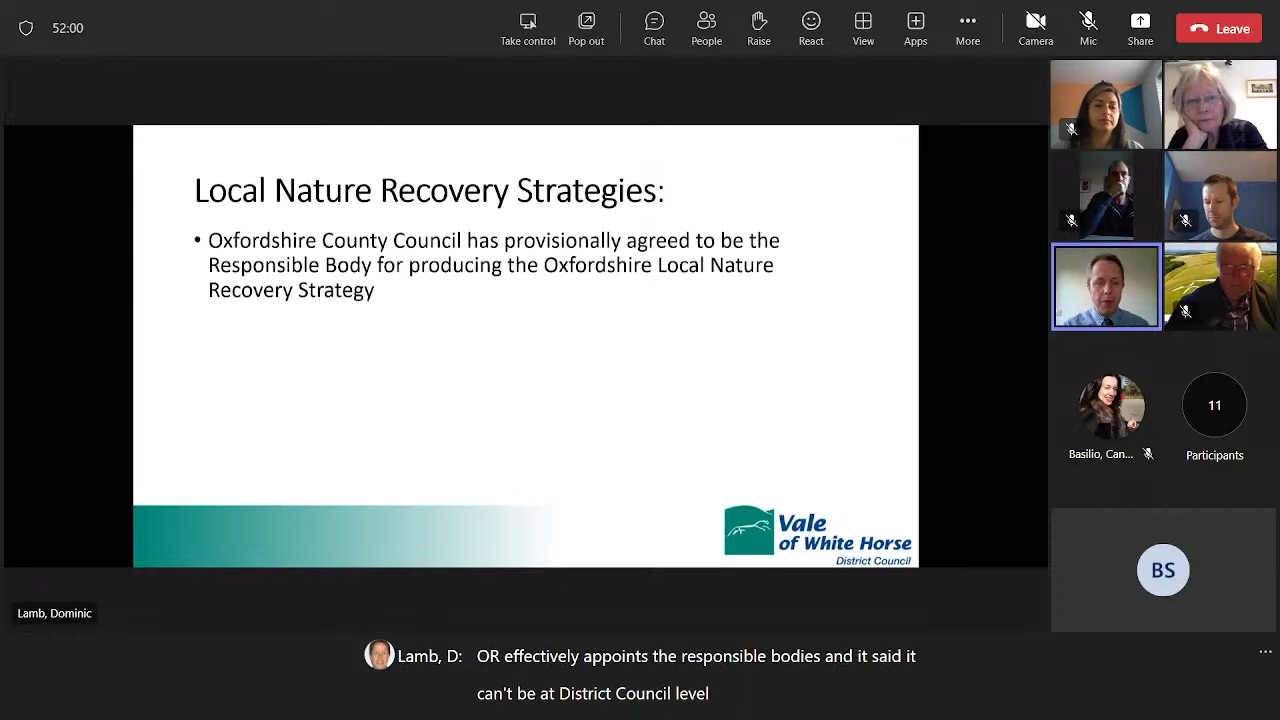 52:00
Take control
Pop out
Chat
People
Raise
React
View
Apps
More
Camera
Mic
Share
Leave
Local Nature Recovery Strategies:
• Oxfordshire County Council has provisionally agreed to be the
Responsible Body for producing the Oxfordshire Local Nature
Recovery Strategy
Vale
of White Horse
District Council
11
Basilio, Can...
Participants
BS
Lamb, Dominic
Lamb, D: OR effectively appoints the responsible bodies and it said it
can't be at District Council level